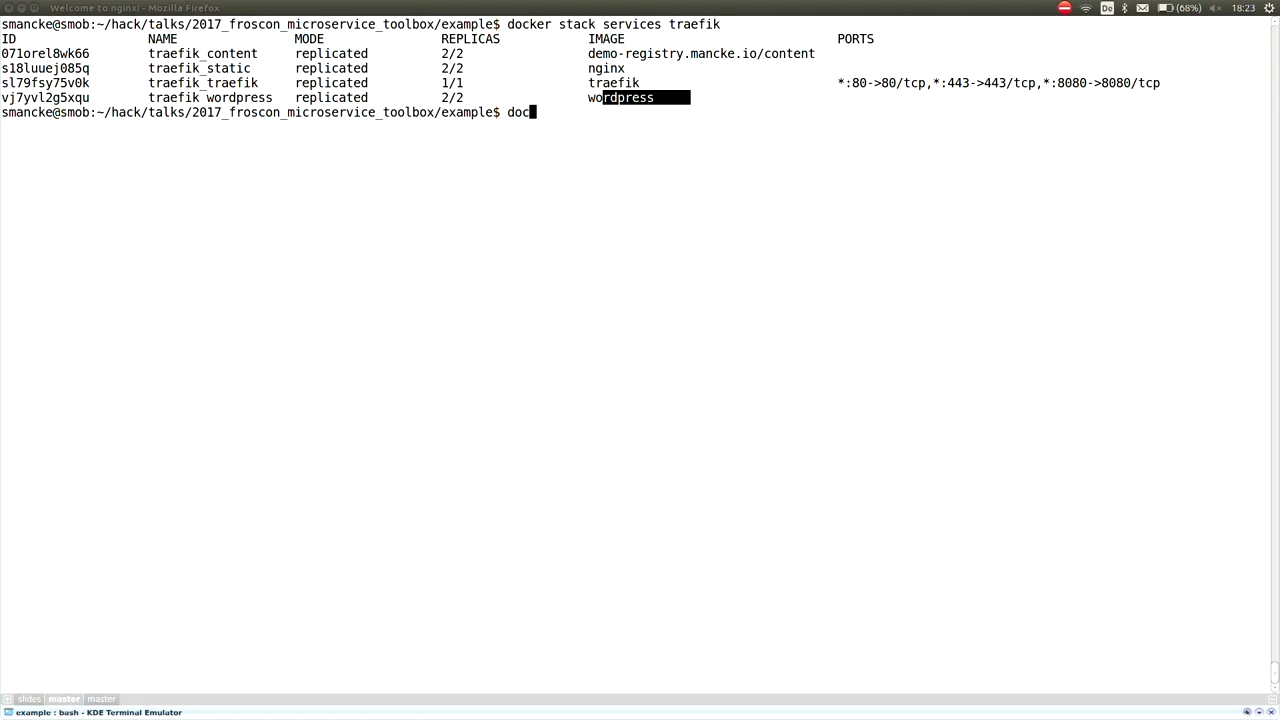 Welcome to nginx! - Mozilla Firefox De (68%) 18:23
smancke@smob:~/hack/talks/2017_froscon_microservice_toolbox/example$ docker stack services traefik
ID NAME MODE REPLICAS IMAGE PORTS
071orel8wk66 traefik_content replicated 2/2 demo-registry.mancke.io/content
s18luuej085q traefik_static replicated 2/2 nginx
sl79fsy75v0k traefik_traefik replicated 1/1 traefik *:80->80/tcp,*:443->443/tcp,*:8080->8080/tcp
vj7yvl2g5xqu traefik_wordpress replicated 2/2 wordpress
smancke@smob:~/hack/talks/2017_froscon_microservice_toolbox/example$ doc
slides master master
example : bash - KDE Terminal Emulator